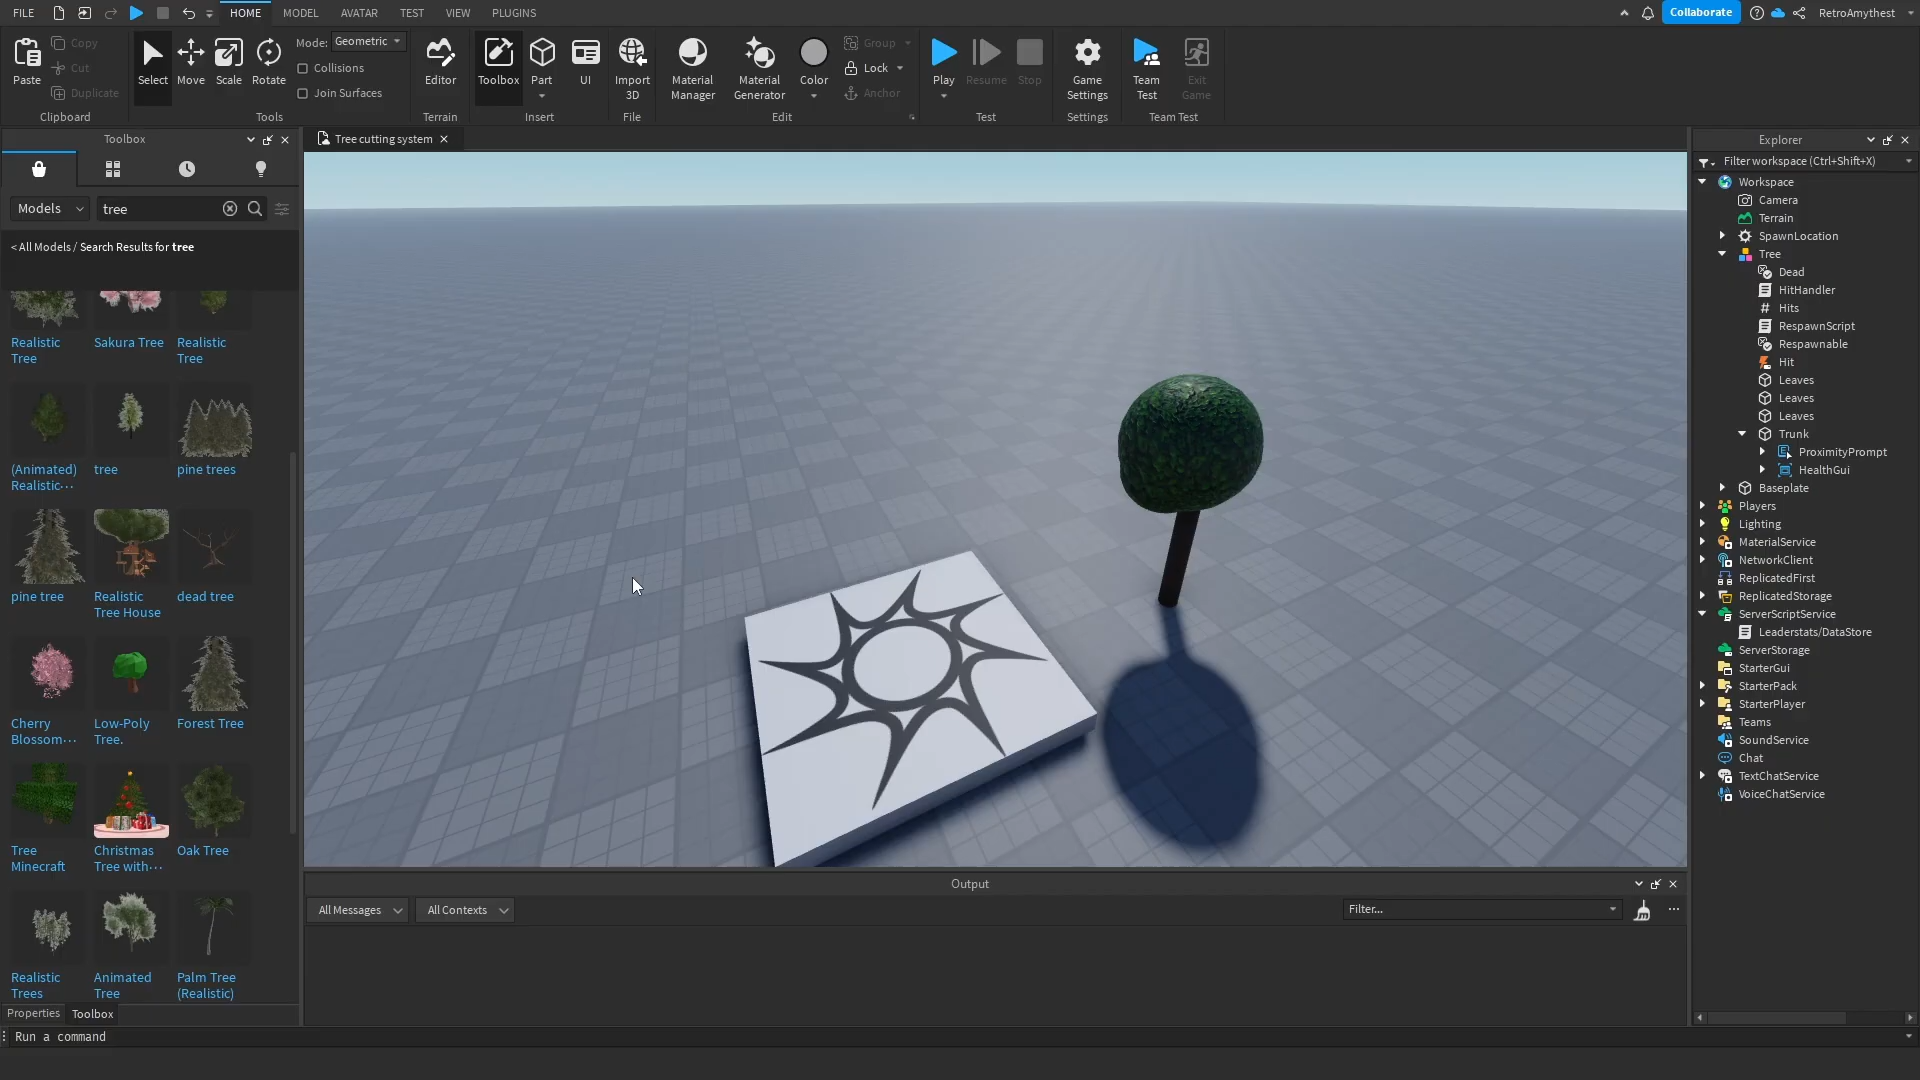 FILE
HOME
MODEL
AVATAR
TEST
VIEW
PLUGINS
Collaborate
RetroAmythest
Paste
Copy
Cut
Duplicate
Clipboard
Select
Move
Scale
Rotate
Mode:
Geometric
Collisions
Join Surfaces
Tools
Editor
Terrain
Toolbox
Part
UI
Insert
Import
3D
File
Material
Manager
Material
Generator
Color
Group
Lock
Anchor
Edit
Play
Resume
Stop
Test
Game
Settings
Settings
Team
Test
Exit
Game
Team Test
Toolbox
Models
tree
< All Models / Search Results for tree
Realistic
Tree
Sakura Tree
Realistic
Tree
(Animated)
Realistic···
tree
pine trees
pine tree
Realistic
Tree House
dead tree
Cherry
Blossom···
Low-Poly
Tree.
Forest Tree
Tree
Minecraft
Christmas
Tree with···
Oak Tree
Realistic
Trees
Animated
Tree
Palm Tree
(Realistic)
Properties
Toolbox
Run a command
Tree cutting system
Output
All Messages
All Contexts
Filter...
Explorer
Filter workspace (Ctrl+Shift+X)
Workspace
Camera
Terrain
SpawnLocation
Tree
Dead
HitHandler
Hits
RespawnScript
Respawnable
Hit
Leaves
Leaves
Leaves
Trunk
ProximityPrompt
HealthGui
Baseplate
Players
Lighting
MaterialService
NetworkClient
ReplicatedFirst
ReplicatedStorage
ServerScriptService
Leaderstats/DataStore
ServerStorage
StarterGui
StarterPack
StarterPlayer
Teams
SoundService
Chat
TextChatService
VoiceChatService